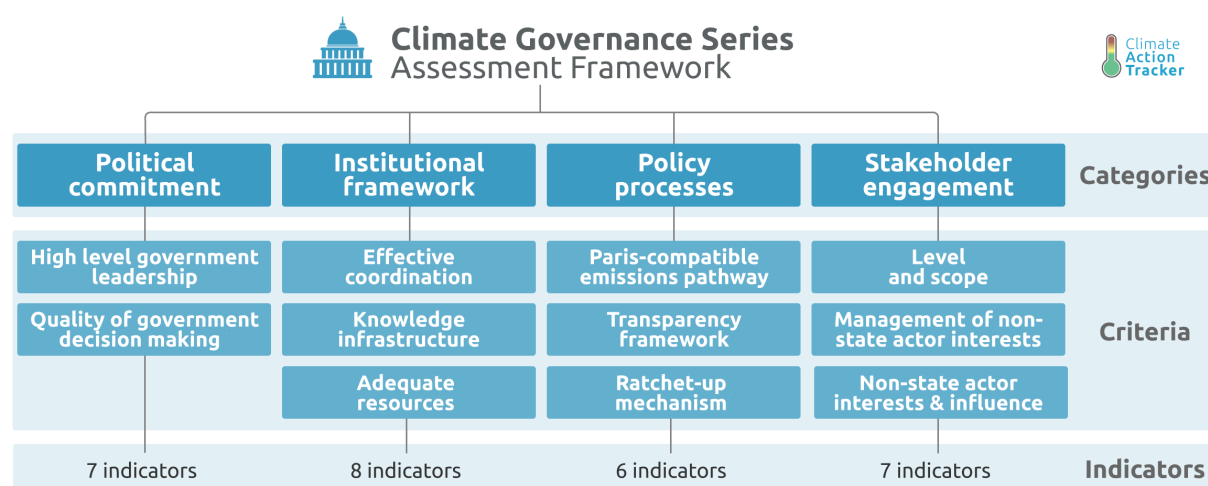 Climate Governance Series
Assessment Framework
Climate
Action
Tracker
Political
commitment
Institutional
framework
Policy
processes
Stakeholder
engagement
Categories
High level government
leadership
Effective
coordination
Paris-compatible
emissions pathway
Level
and scope
Quality of government
decision making
Knowledge
infrastructure
Transparency
framework
Management of non-
state actor interests
Criteria
Adequate
resources
Ratchet-up
mechanism
Non-state actor
interests & influence
7 indicators
8 indicators
6 indicators
7 indicators
Indicators